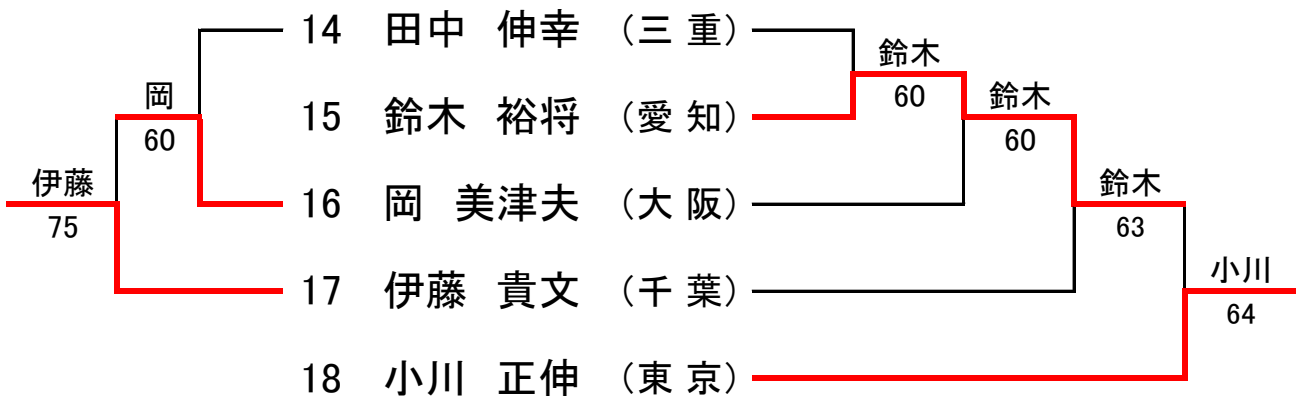 14 田中 伸幸 （三 重）
鈴木
60
岡
60
15 鈴木 裕将 （愛 知）
鈴木
60
伊藤
75
16 岡 美津夫 （大 阪）
鈴木
63
17 伊藤 貴文 （千 葉）
小川
64
18 小川 正伸 （東 京）